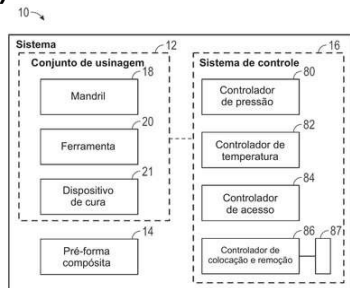 10
Sistema
12
16
Conjunto de usinagem
18
Mandril
20
Ferramenta
21
Dispositivo
de cura
14
Pré-forma
compósita
Sistema de controle
80
Controlador
de pressão
82
Controlador de
temperatura
84
Controlador
de acesso
86
87
Controlador de
colocação e remoção